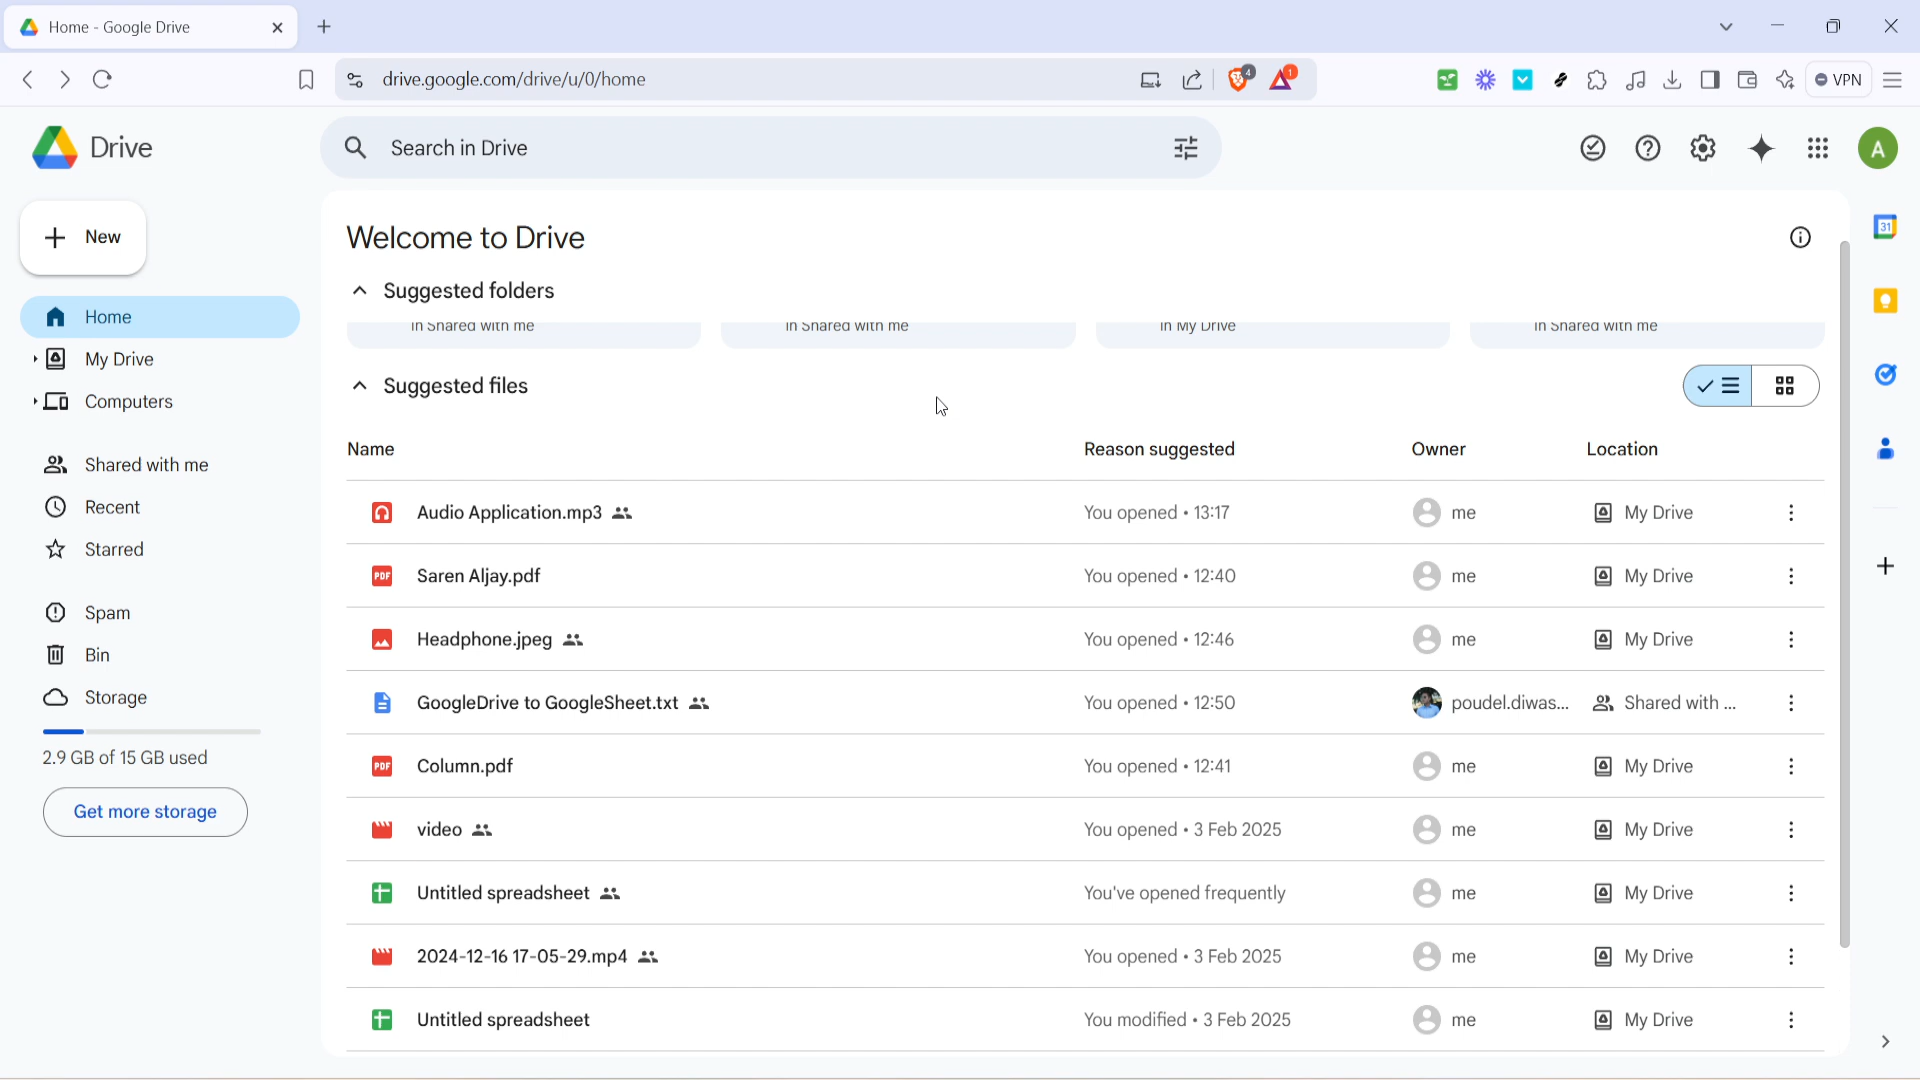 Home - Google Drive
drive.google.com/drive/u/0/home
4
1
VPN
Drive
Search in Drive
A
New
Welcome to Drive
31
Home
Suggested folders
in Shared with me in Shared with me in My Drive in Shared with me
My Drive
Computers
Suggested files
Shared with me
Recent
Starred
Spam
Bin
Storage
2.9 GB of 15 GB used
Get more storage
Name Reason suggested Owner Location
Audio Application.mp3 You opened • 13:17 me My Drive
PDF Saren Aljay.pdf You opened • 12:40 me My Drive
Headphone.jpeg You opened • 12:46 me My Drive
GoogleDrive to GoogleSheet.txt You opened • 12:50 poudel.diwas... Shared with ...
PDF Column.pdf You opened • 12:41 me My Drive
video You opened • 3 Feb 2025 me My Drive
Untitled spreadsheet You've opened frequently me My Drive
2024-12-16 17-05-29.mp4 You opened • 3 Feb 2025 me My Drive
Untitled spreadsheet You modified • 3 Feb 2025 me My Drive